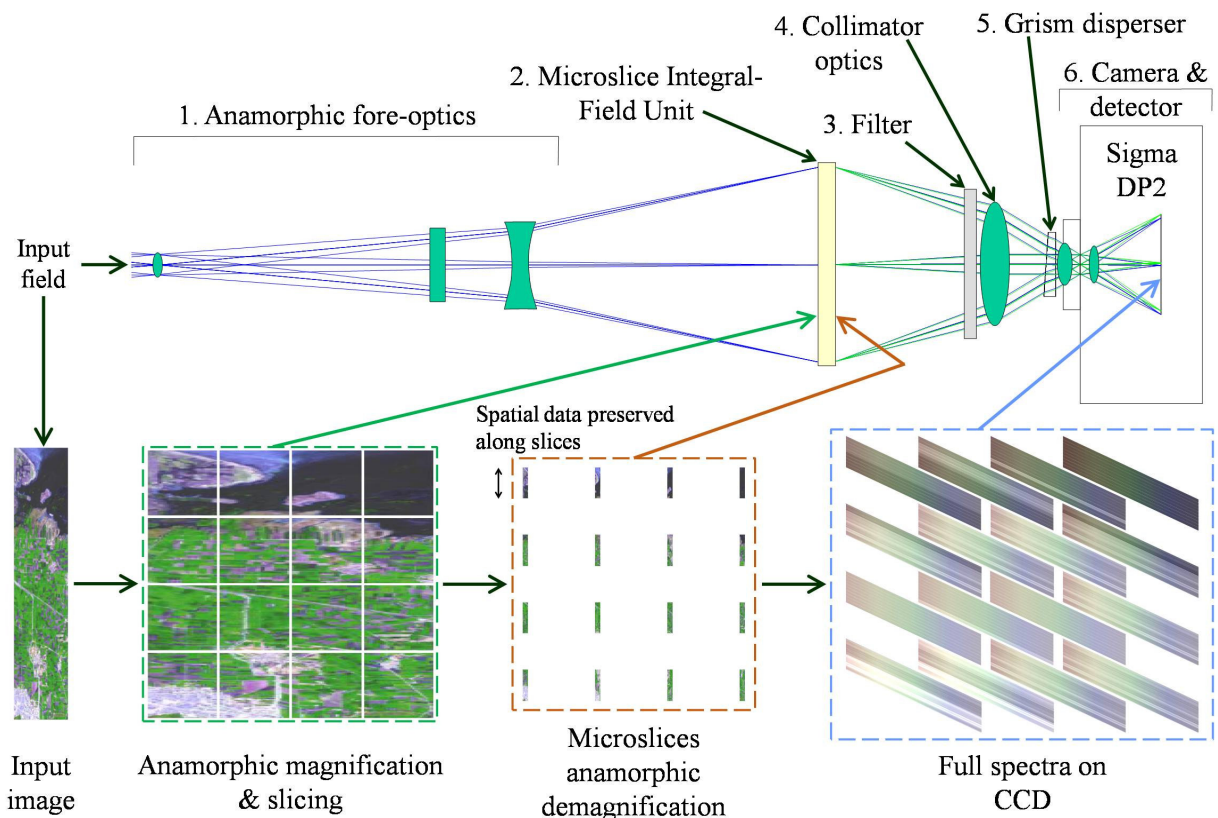 1. Anamorphic fore-optics
2. Microslice Integral-
Field Unit
3. Filter
4. Collimator
optics
5. Grism disperser
6. Camera &
detector
Sigma
DP2
Input
field
Spatial data preserved
along slices
Input
image
Anamorphic magnification
& slicing
Microslices
anamorphic
demagnification
Full spectra on
CCD